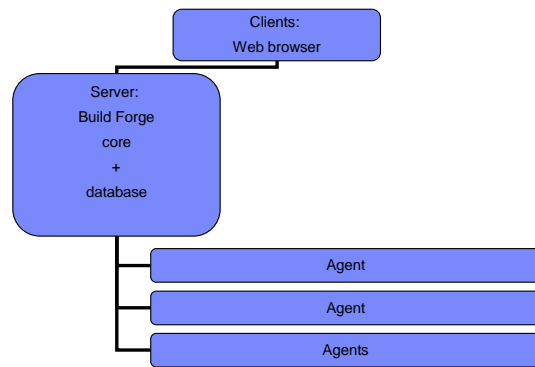 Clients:
Web browser
Server:
Build Forge
core
+
database
Agent
Agent
Agents